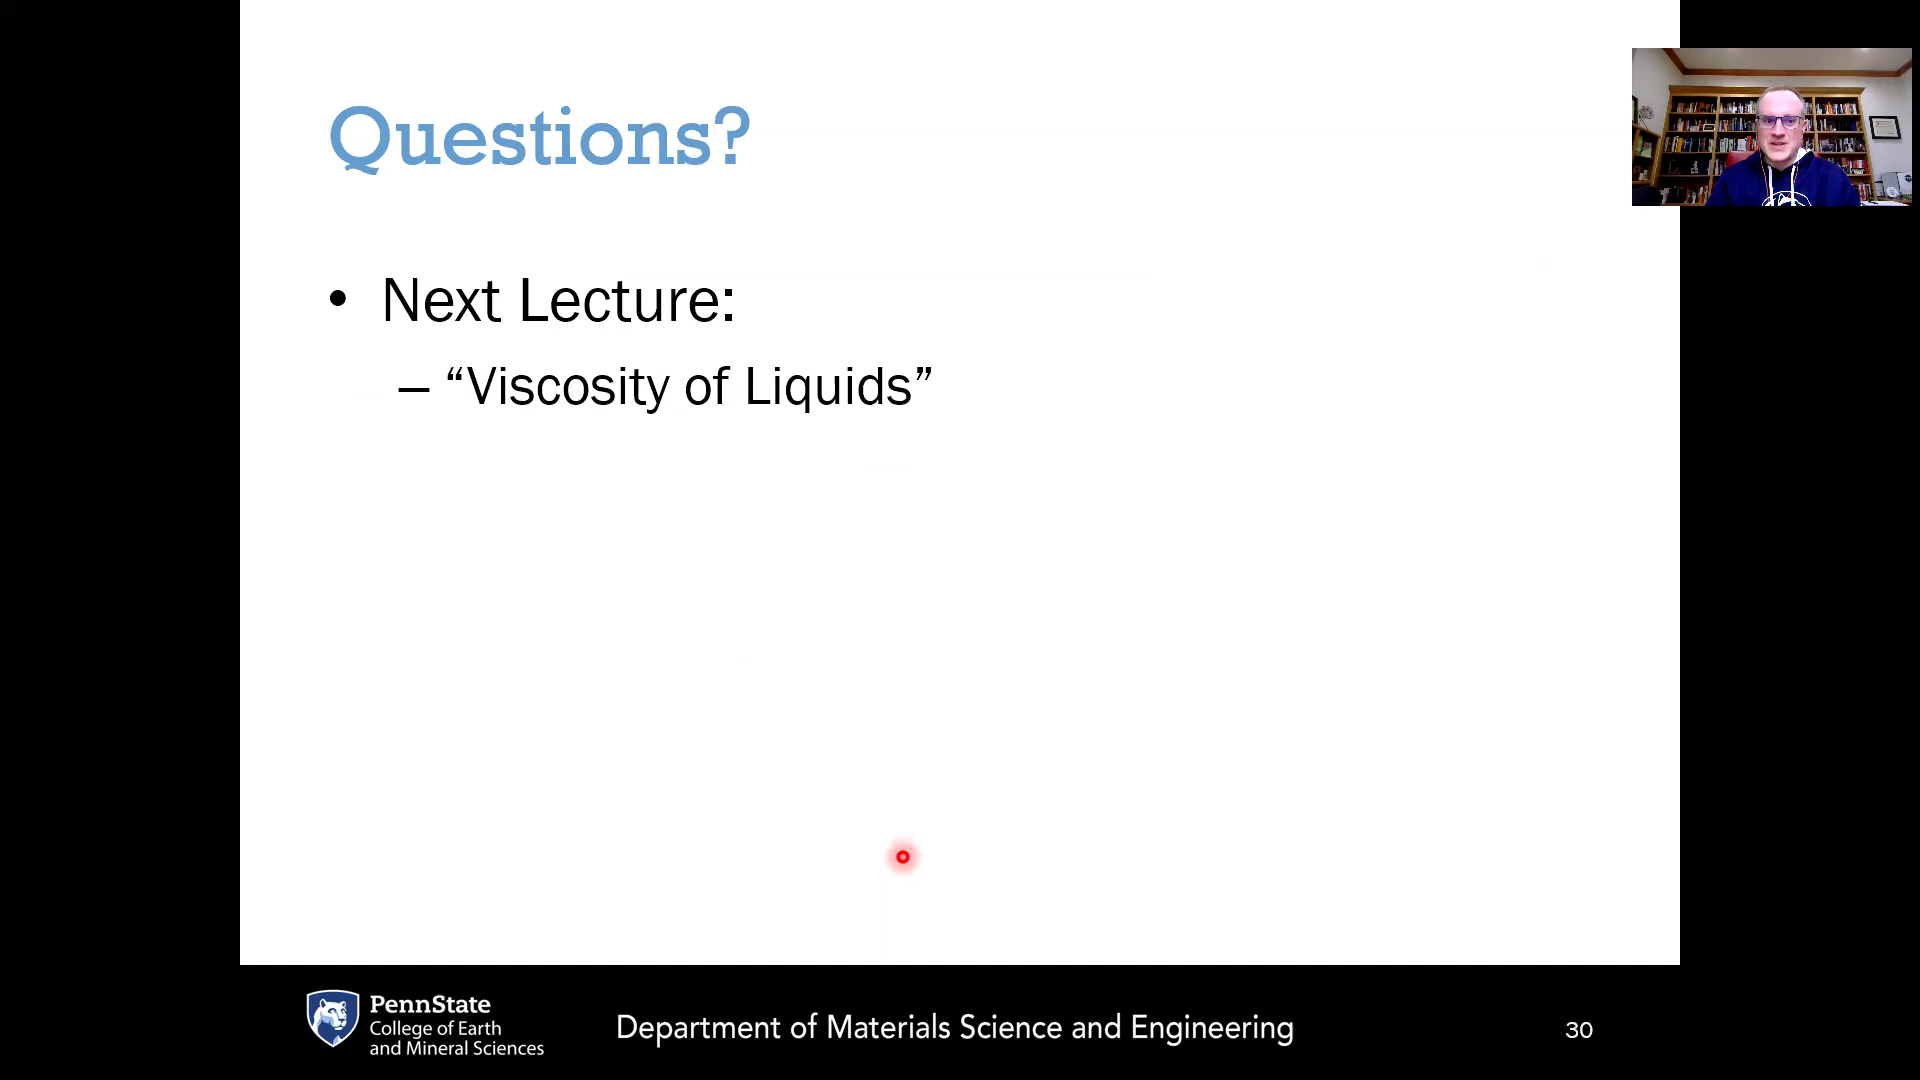 Questions?
• Next Lecture:
– “Viscosity of Liquids”
PennState
College of Earth
and Mineral Sciences
Department of Materials Science and Engineering
30